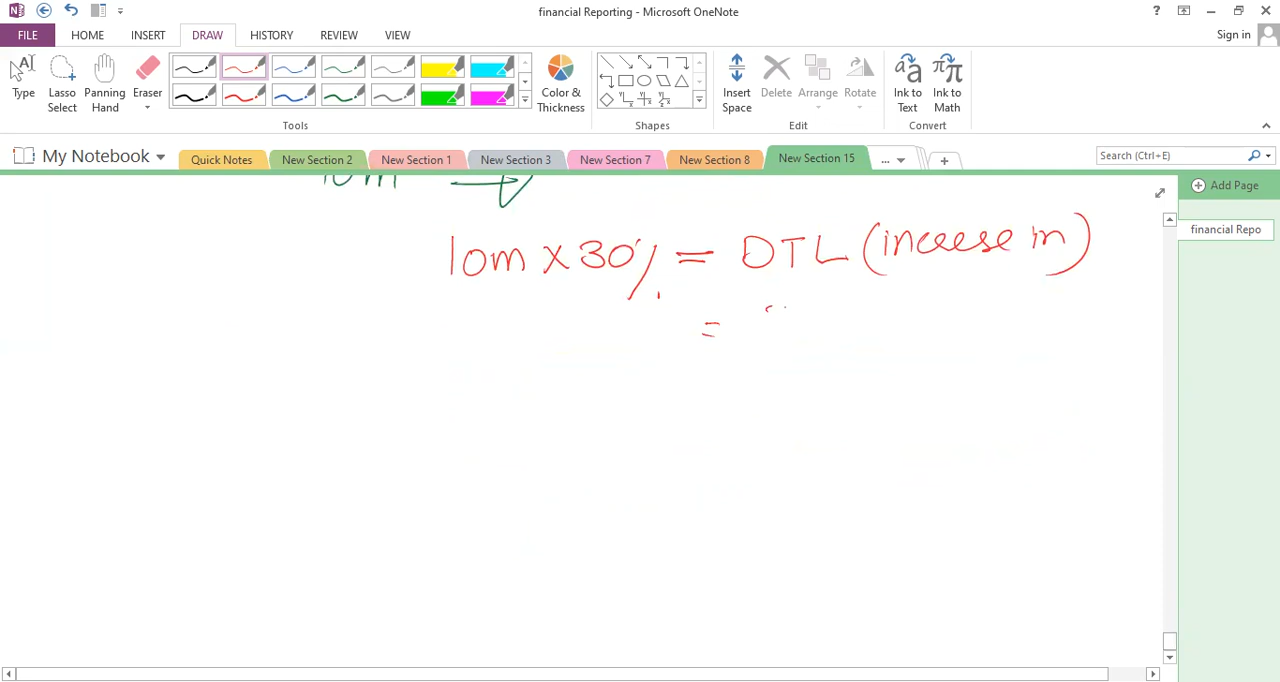 financial Reporting - Microsoft OneNote
FILE HOME INSERT DRAW HISTORY REVIEW VIEW Sign in
Type Lasso Select Panning Hand Eraser Color & Thickness Insert Space Delete Arrange Rotate Ink to Text Ink to Math
Tools Shapes Edit Convert
My Notebook Quick Notes New Section 2 New Section 1 New Section 3 New Section 7 New Section 8 New Section 15 ... Search (Ctrl+E)
Add Page
financial Repo
10m
10m x 30% = DTL (increse in)
=